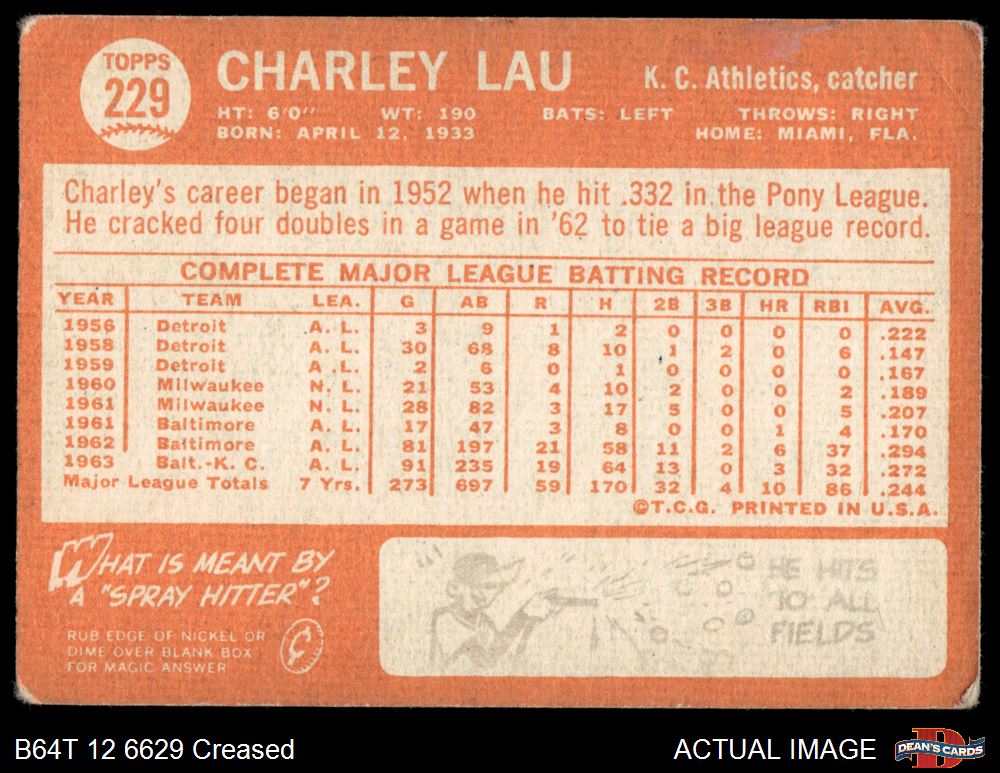 TOPPS
229
CHARLEY LAU
K. C. Athletics, catcher
HT: 6'0" WT: 190 BATS: LEFT THROWS: RIGHT
BORN: APRIL 12, 1933 HOME: MIAMI, FLA.
Charley's career began in 1952 when he hit .332 in the Pony League.
He cracked four doubles in a game in '62 to tie a big league record.
COMPLETE MAJOR LEAGUE BATTING RECORD
YEAR TEAM LEA. G AB R H 2B 3B HR RBI AVG.
1956 Detroit A. L. 3 9 1 2 0 0 0 0 .222
1958 Detroit A. L. 30 68 8 10 1 2 0 6 .147
1959 Detroit A .L. 2 6 0 1 0 0 0 0 .167
1960 Milwaukee N. L. 21 53 4 10 2 0 0 2 .189
1961 Milwaukee N. L. 28 82 3 17 5 0 0 5 .207
1961 Baltimore A. L. 17 47 3 8 0 0 1 4 .170
1962 Baltimore A. L. 81 197 21 58 11 2 6 37 .294
1963 Balt.-K. C. A. L. 91 235 19 64 13 0 3 32 .272
Major League Totals 7 Yrs. 273 697 59 170 32 4 10 86 .244
©T.C.G. PRINTED IN U.S.A.
WHAT IS MEANT BY
A "SPRAY HITTER"?
RUB EDGE OF NICKEL OR
DIME OVER BLANK BOX
FOR MAGIC ANSWER
HE HITS
TO ALL
FIELDS
B64T 12 6629 Creased
ACTUAL IMAGE
DEAN'S CARDS